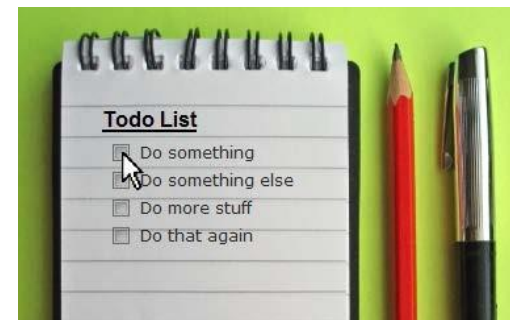 Todo List
Do something
Do something else
Do more stuff
Do that again